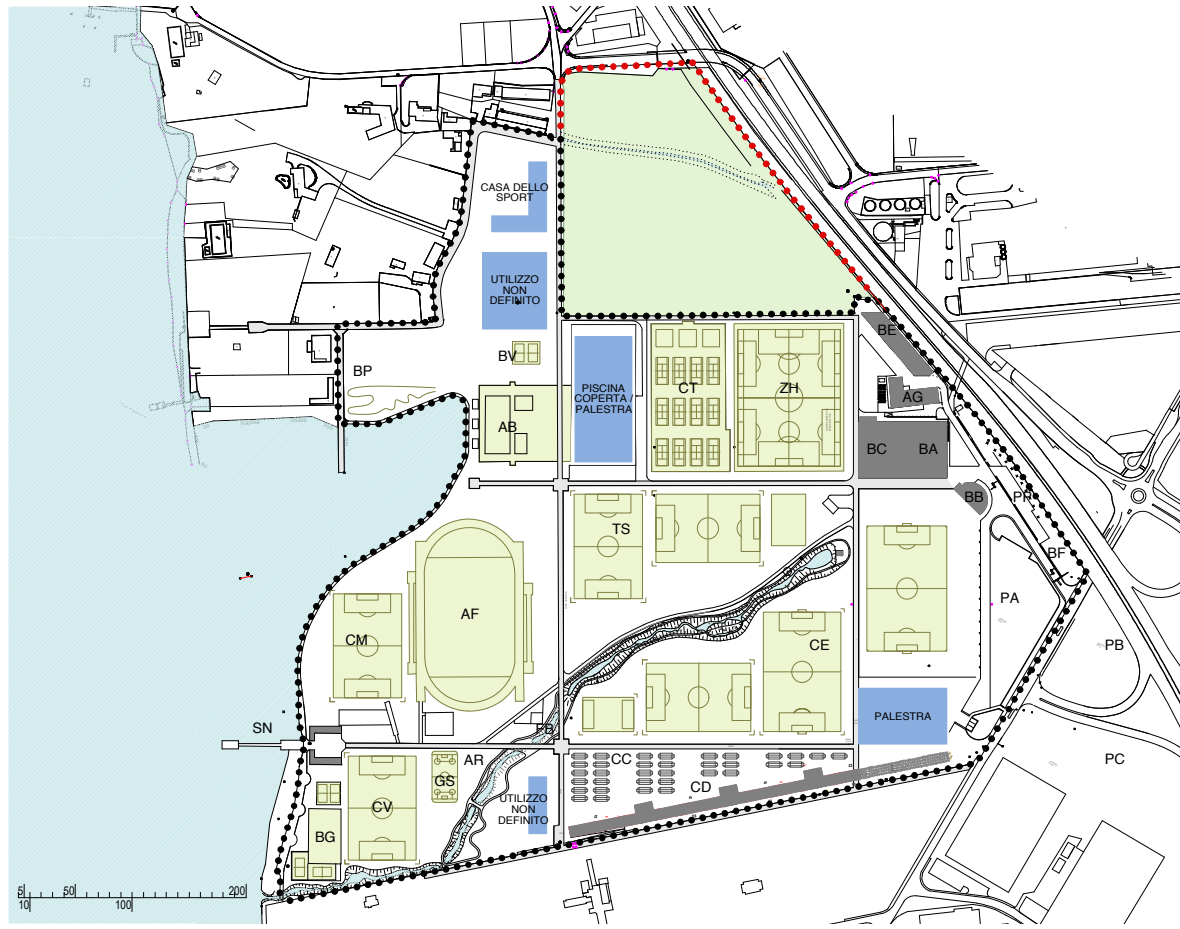 CASA DELLO
SPORT
UTILIZZO
NON
DEFINITO
BE
BV
BP
PISCINA
COPERTA /
PALESTRA
CT
ZH
AG
AB
BC
BA
BB
PP
TS
BF
AF
PA
CM
CE
PB
SN
PALESTRA
AR
CC
PC
GS
CD
CV
UTILIZZO
NON
DEFINITO
BG
5
50
200
10
100